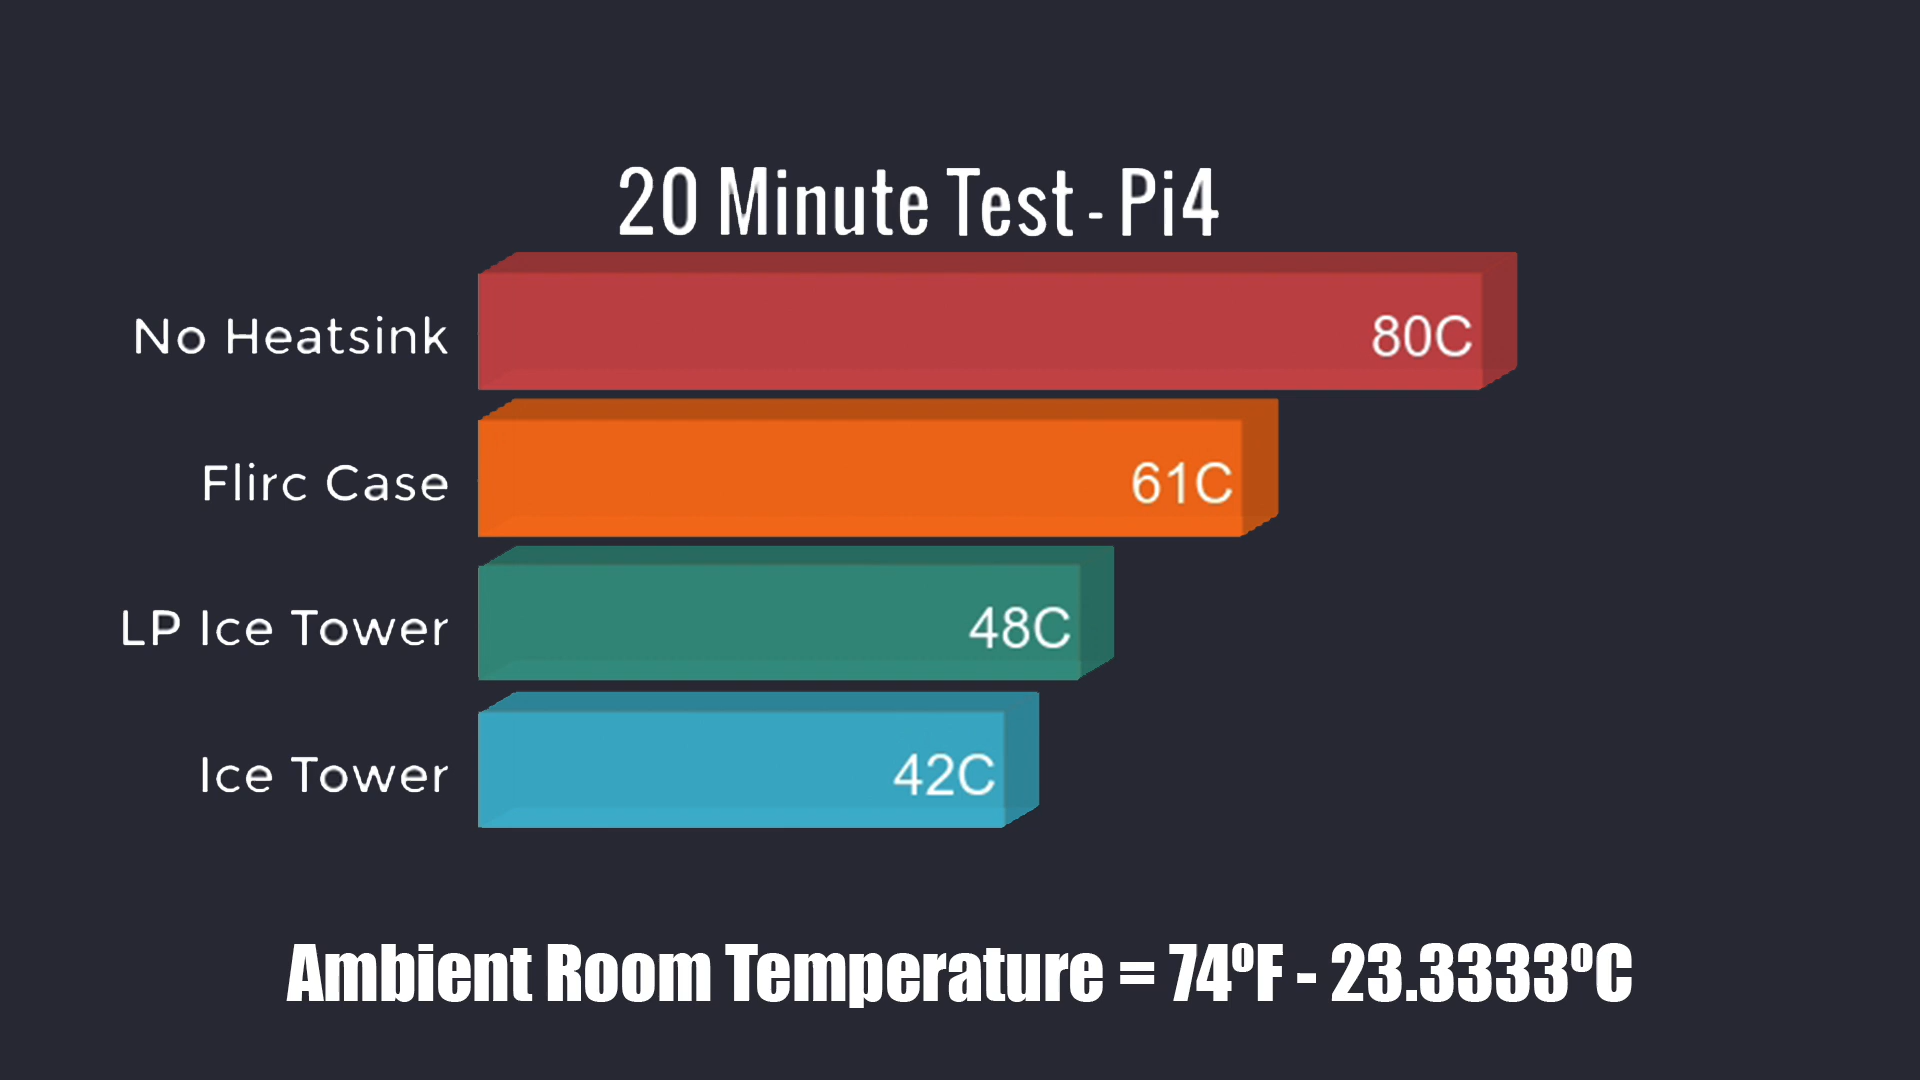 20 Minute Test - Pi4
No Heatsink 80C
Flirc Case 61C
LP Ice Tower 48C
Ice Tower 42C
Ambient Room Temperature = 74ºF - 23.3333ºC